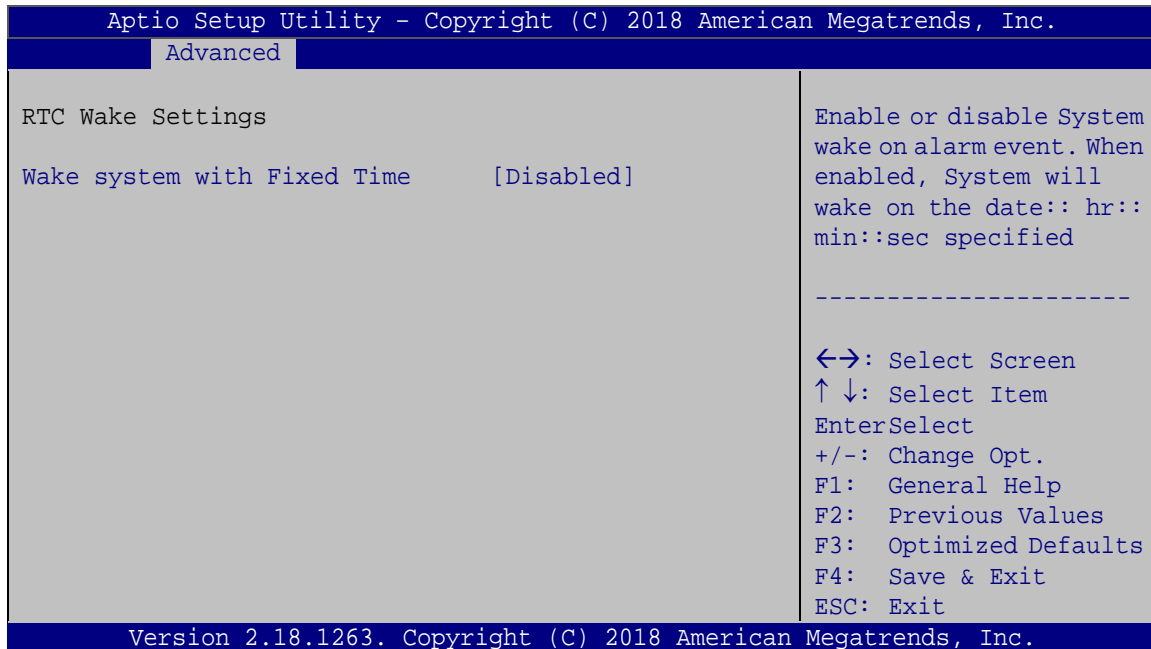 Aptio Setup Utility – Copyright (C) 2018 American Megatrends, Inc.
Advanced
RTC Wake Settings
Wake system with Fixed Time [Disabled]
Enable or disable System
wake on alarm event. When
enabled, System will
wake on the date:: hr::
min::sec specified
----------------------
←→: Select Screen
↑ ↓: Select Item
EnterSelect
+/-: Change Opt.
F1: General Help
F2: Previous Values
F3: Optimized Defaults
F4: Save & Exit
ESC: Exit
Version 2.18.1263. Copyright (C) 2018 American Megatrends, Inc.